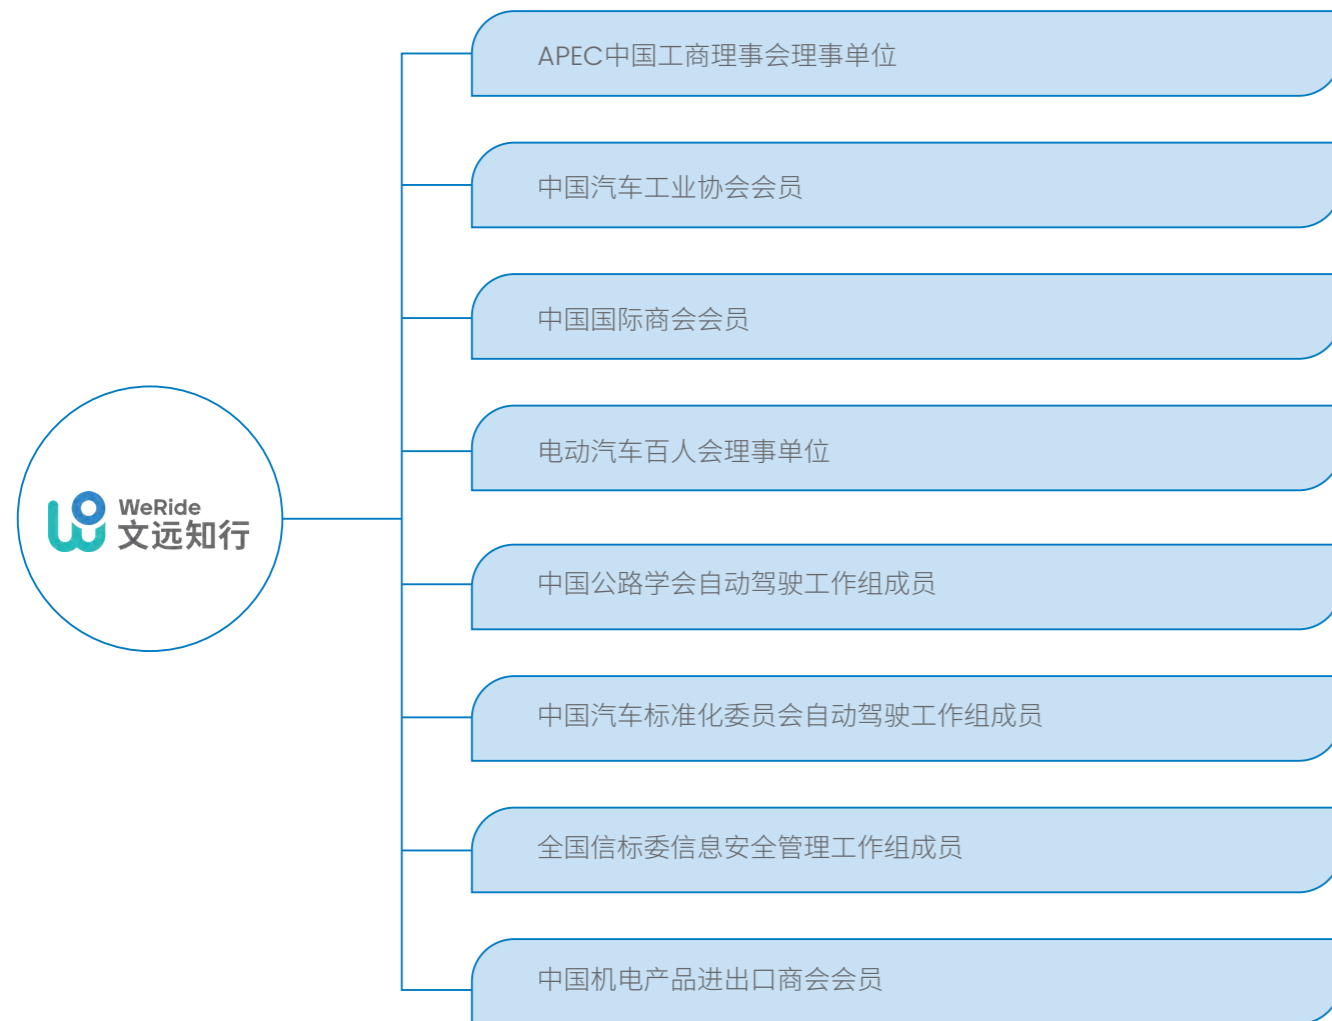 APEC中国工商理事会理事单位
中国汽车工业协会会员
中国国际商会会员
电动汽车百人会理事单位
WeRide
文远知行
中国公路学会自动驾驶工作组成员
中国汽车标准化委员会自动驾驶工作组成员
全国信标委信息安全管理工作组成员
中国机电产品进出口商会会员